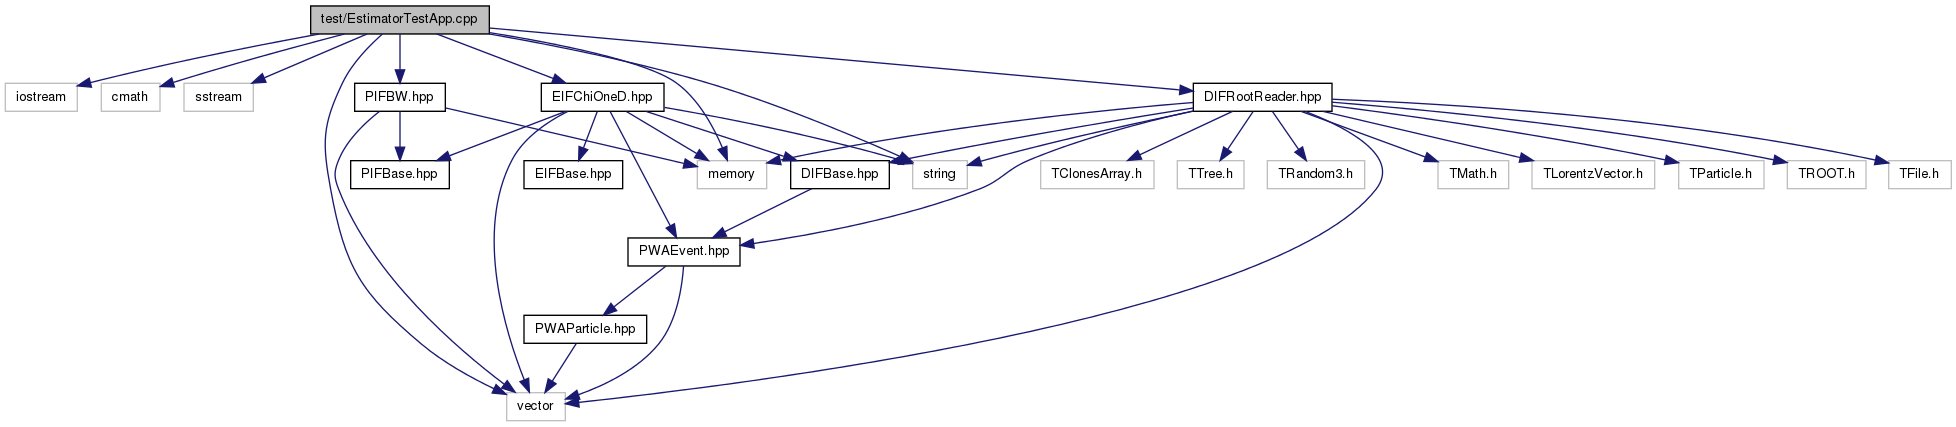 test/EstimatorTestApp.cpp
iostream
cmath
sstream
PIFBW.hpp
EIFChiOneD.hpp
DIFRootReader.hpp
PIFBase.hpp
EIFBase.hpp
memory
DIFBase.hpp
string
TClonesArray.h
TTree.h
TRandom3.h
TMath.h
TLorentzVector.h
TParticle.h
TROOT.h
TFile.h
PWAEvent.hpp
PWAParticle.hpp
vector